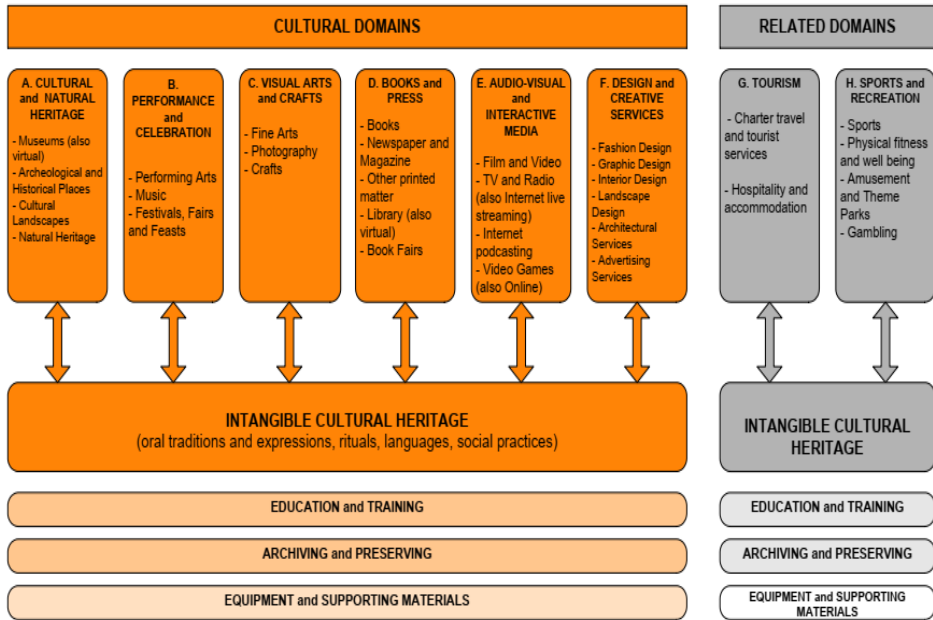 CULTURAL DOMAINS
RELATED DOMAINS
A. CULTURAL
and NATURAL
HERITAGE
- Museums (also
virtual)
- Archeological and
Historical Places
- Cultural
Landscapes
- Natural Heritage
B.
PERFORMANCE
and
CELEBRATION
- Performing Arts
- Music
- Festivals, Fairs
and Feasts
C. VISUAL ARTS
and CRAFTS
- Fine Arts
- Photography
- Crafts
D. BOOKS and
PRESS
- Books
- Newspaper and
Magazine
- Other printed
matter
- Library (also
virtual)
- Book Fairs
E. AUDIO-VISUAL
and
INTERACTIVE
MEDIA
- Film and Video
- TV and Radio
(also Internet live
streaming)
- Internet
podcasting
- Video Games
(also Online)
F. DESIGN and
CREATIVE
SERVICES
- Fashion Design
- Graphic Design
- Interior Design
- Landscape
Design
- Architectural
Services
- Advertising
Services
G. TOURISM
- Charter travel
and tourist
services
- Hospitality and
accommodation
H. SPORTS and
RECREATION
- Sports
- Physical fitness
and well being
- Amusement
and Theme
Parks
- Gambling
INTANGIBLE CULTURAL HERITAGE
(oral traditions and expressions, rituals, languages, social practices)
INTANGIBLE CULTURAL
HERITAGE
EDUCATION and TRAINING
EDUCATION and TRAINING
ARCHIVING and PRESERVING
ARCHIVING and PRESERVING
EQUIPMENT and SUPPORTING MATERIALS
EQUIPMENT and SUPPORTING
MATERIALS